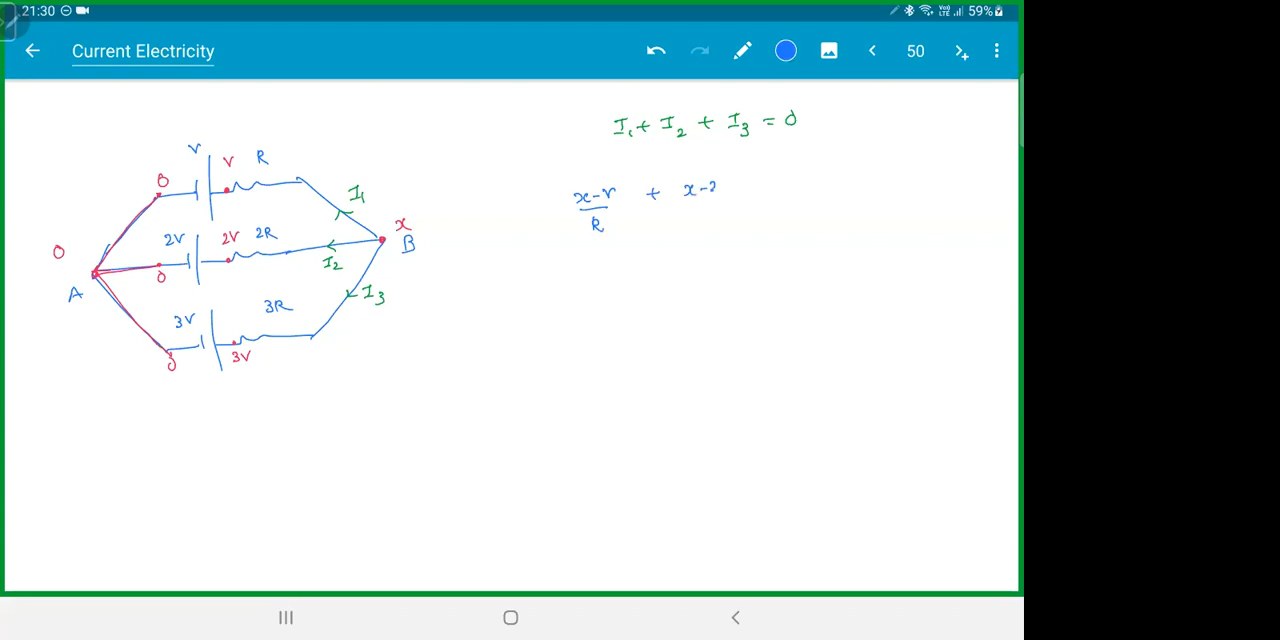 21:30 59%
Current Electricity 50
I₁ + I₂ + I₃ = 0
V V R
0 I₁
x-V/R + x-2
x
2V 2V 2R B
0 I₂
0
A I₃
3V 3R
3V
0